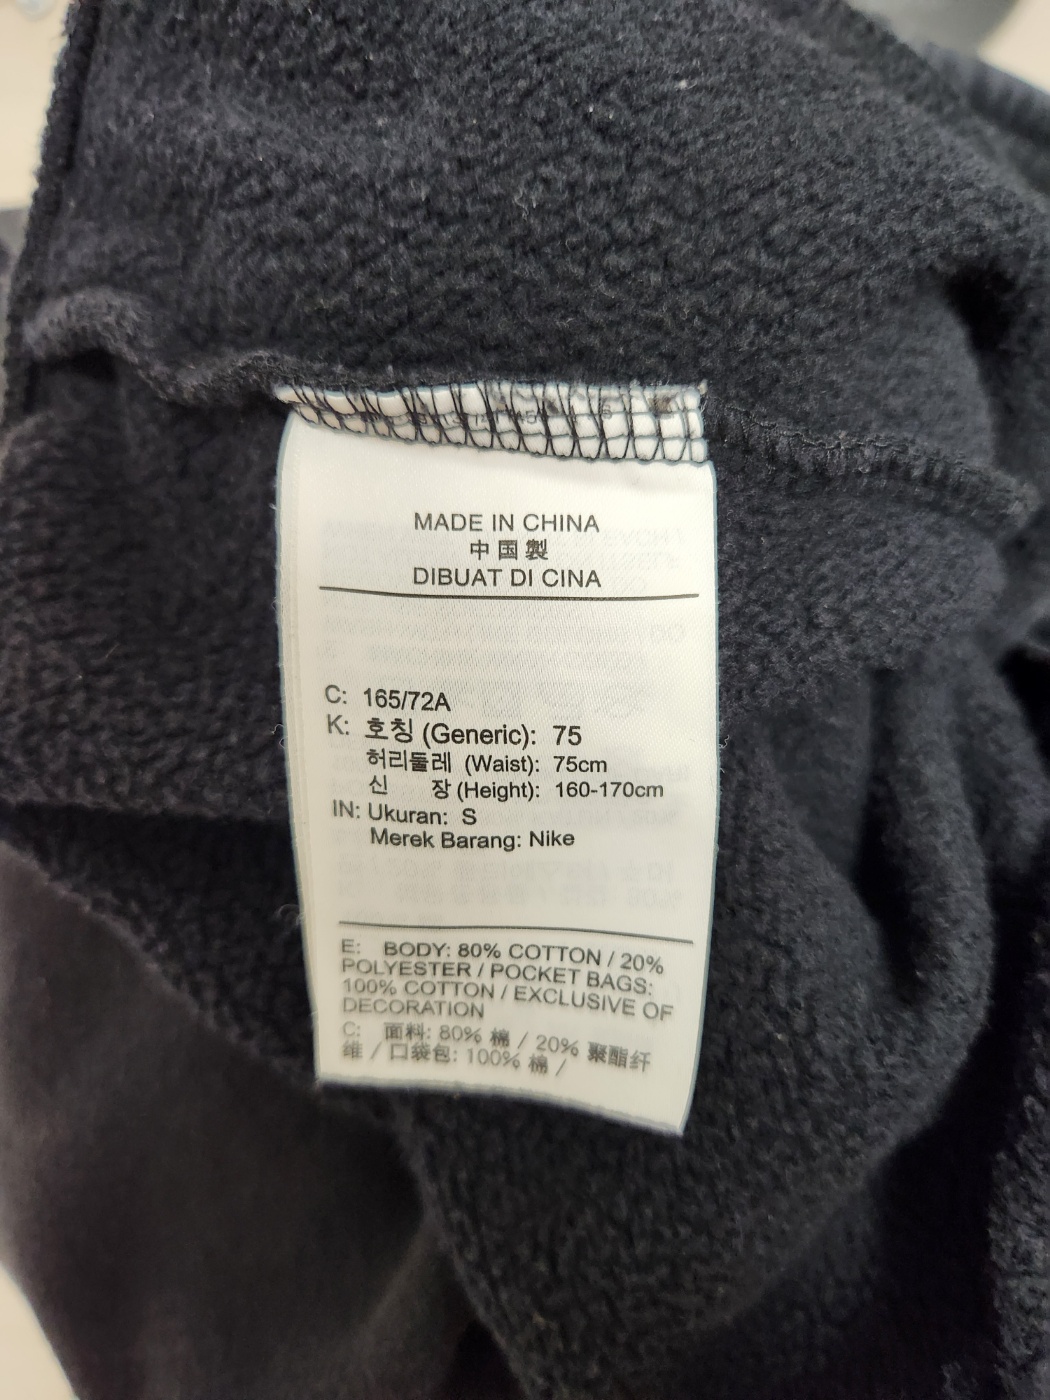 MADE IN CHINA
中国製
DIBUAT DI CINA
C: 165/72A
K: 호칭 (Generic): 75
허리둘레 (Waist): 75cm
신 장 (Height): 160-170cm
IN: Ukuran: S
Merek Barang: Nike
E: BODY: 80% COTTON / 20%
POLYESTER / POCKET BAGS:
100% COTTON / EXCLUSIVE OF
DECORATION
C: 面料: 80% 棉 / 20% 聚酯纤
维 / 口袋包: 100% 棉 /